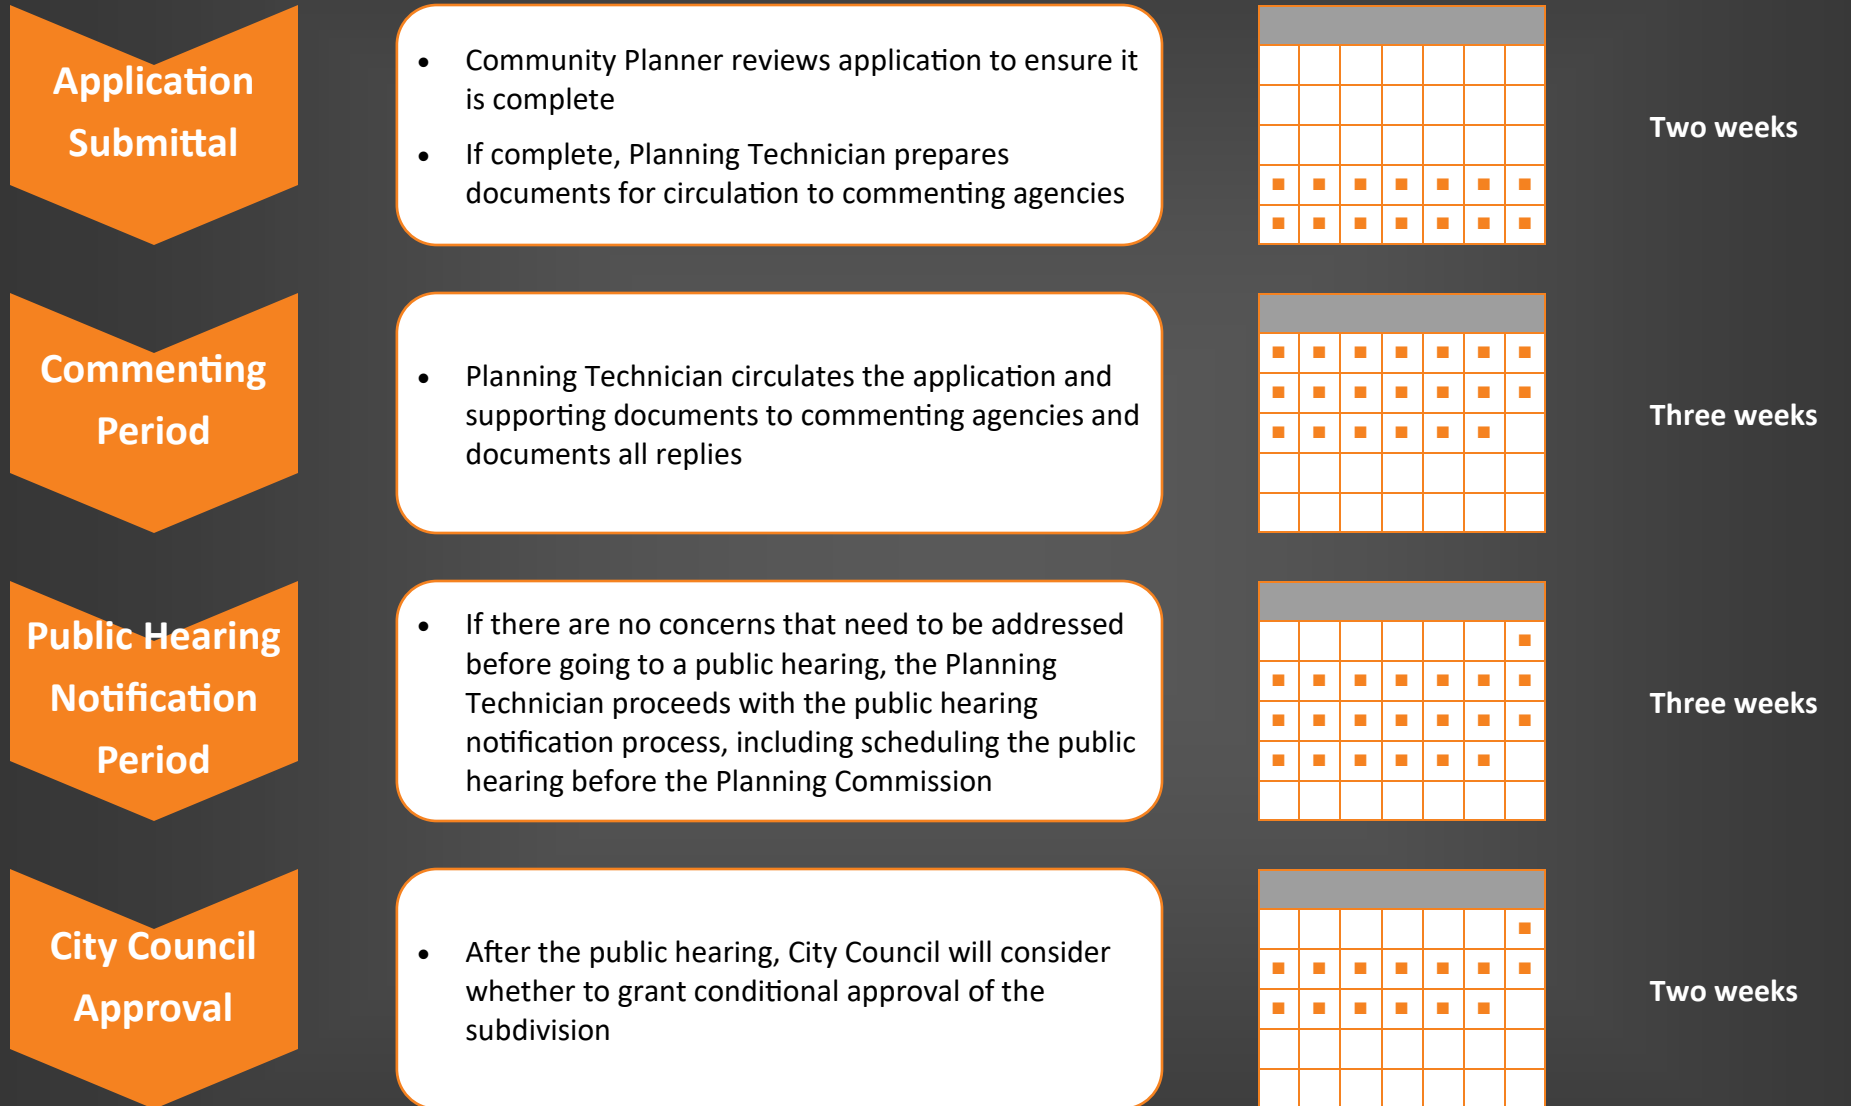 Application
Submittal
• Community Planner reviews application to ensure it
is complete
• If complete, Planning Technician prepares
documents for circulation to commenting agencies
Two weeks
Commenting
Period
• Planning Technician circulates the application and
supporting documents to commenting agencies and
documents all replies
Three weeks
Public Hearing
Notification
Period
• If there are no concerns that need to be addressed
before going to a public hearing, the Planning
Technician proceeds with the public hearing
notification process, including scheduling the public
hearing before the Planning Commission
Three weeks
City Council
Approval
• After the public hearing, City Council will consider
whether to grant conditional approval of the
subdivision
Two weeks